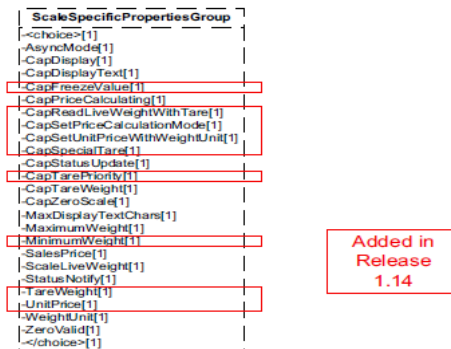 ScaleSpecificPropertiesGroup
-<choice>[1]
-AsyncMode[1]
-CapDisplay[1]
-CapDisplayText[1]
-CapFreezeValue[1]
-CapPriceCalculating[1]
-CapReadLiveWeightWithTare[1]
-CapSetPriceCalculationMode[1]
-CapSetUnitPriceWithWeightUnit[1]
-CapSpecialTare[1]
-CapStatusUpdate[1]
-CapTarePriority[1]
-CapTareWeight[1]
-CapZeroScale[1]
-MaxDisplayTextChars[1]
-MaximumWeight[1]
-MinimumWeight[1]
-SalesPrice[1]
-ScaleLiveWeight[1]
-StatusNotify[1]
-TareWeight[1]
-UnitPrice[1]
-WeightUnit[1]
-ZeroValid[1]
-</choice>[1]
Added in
Release
1.14